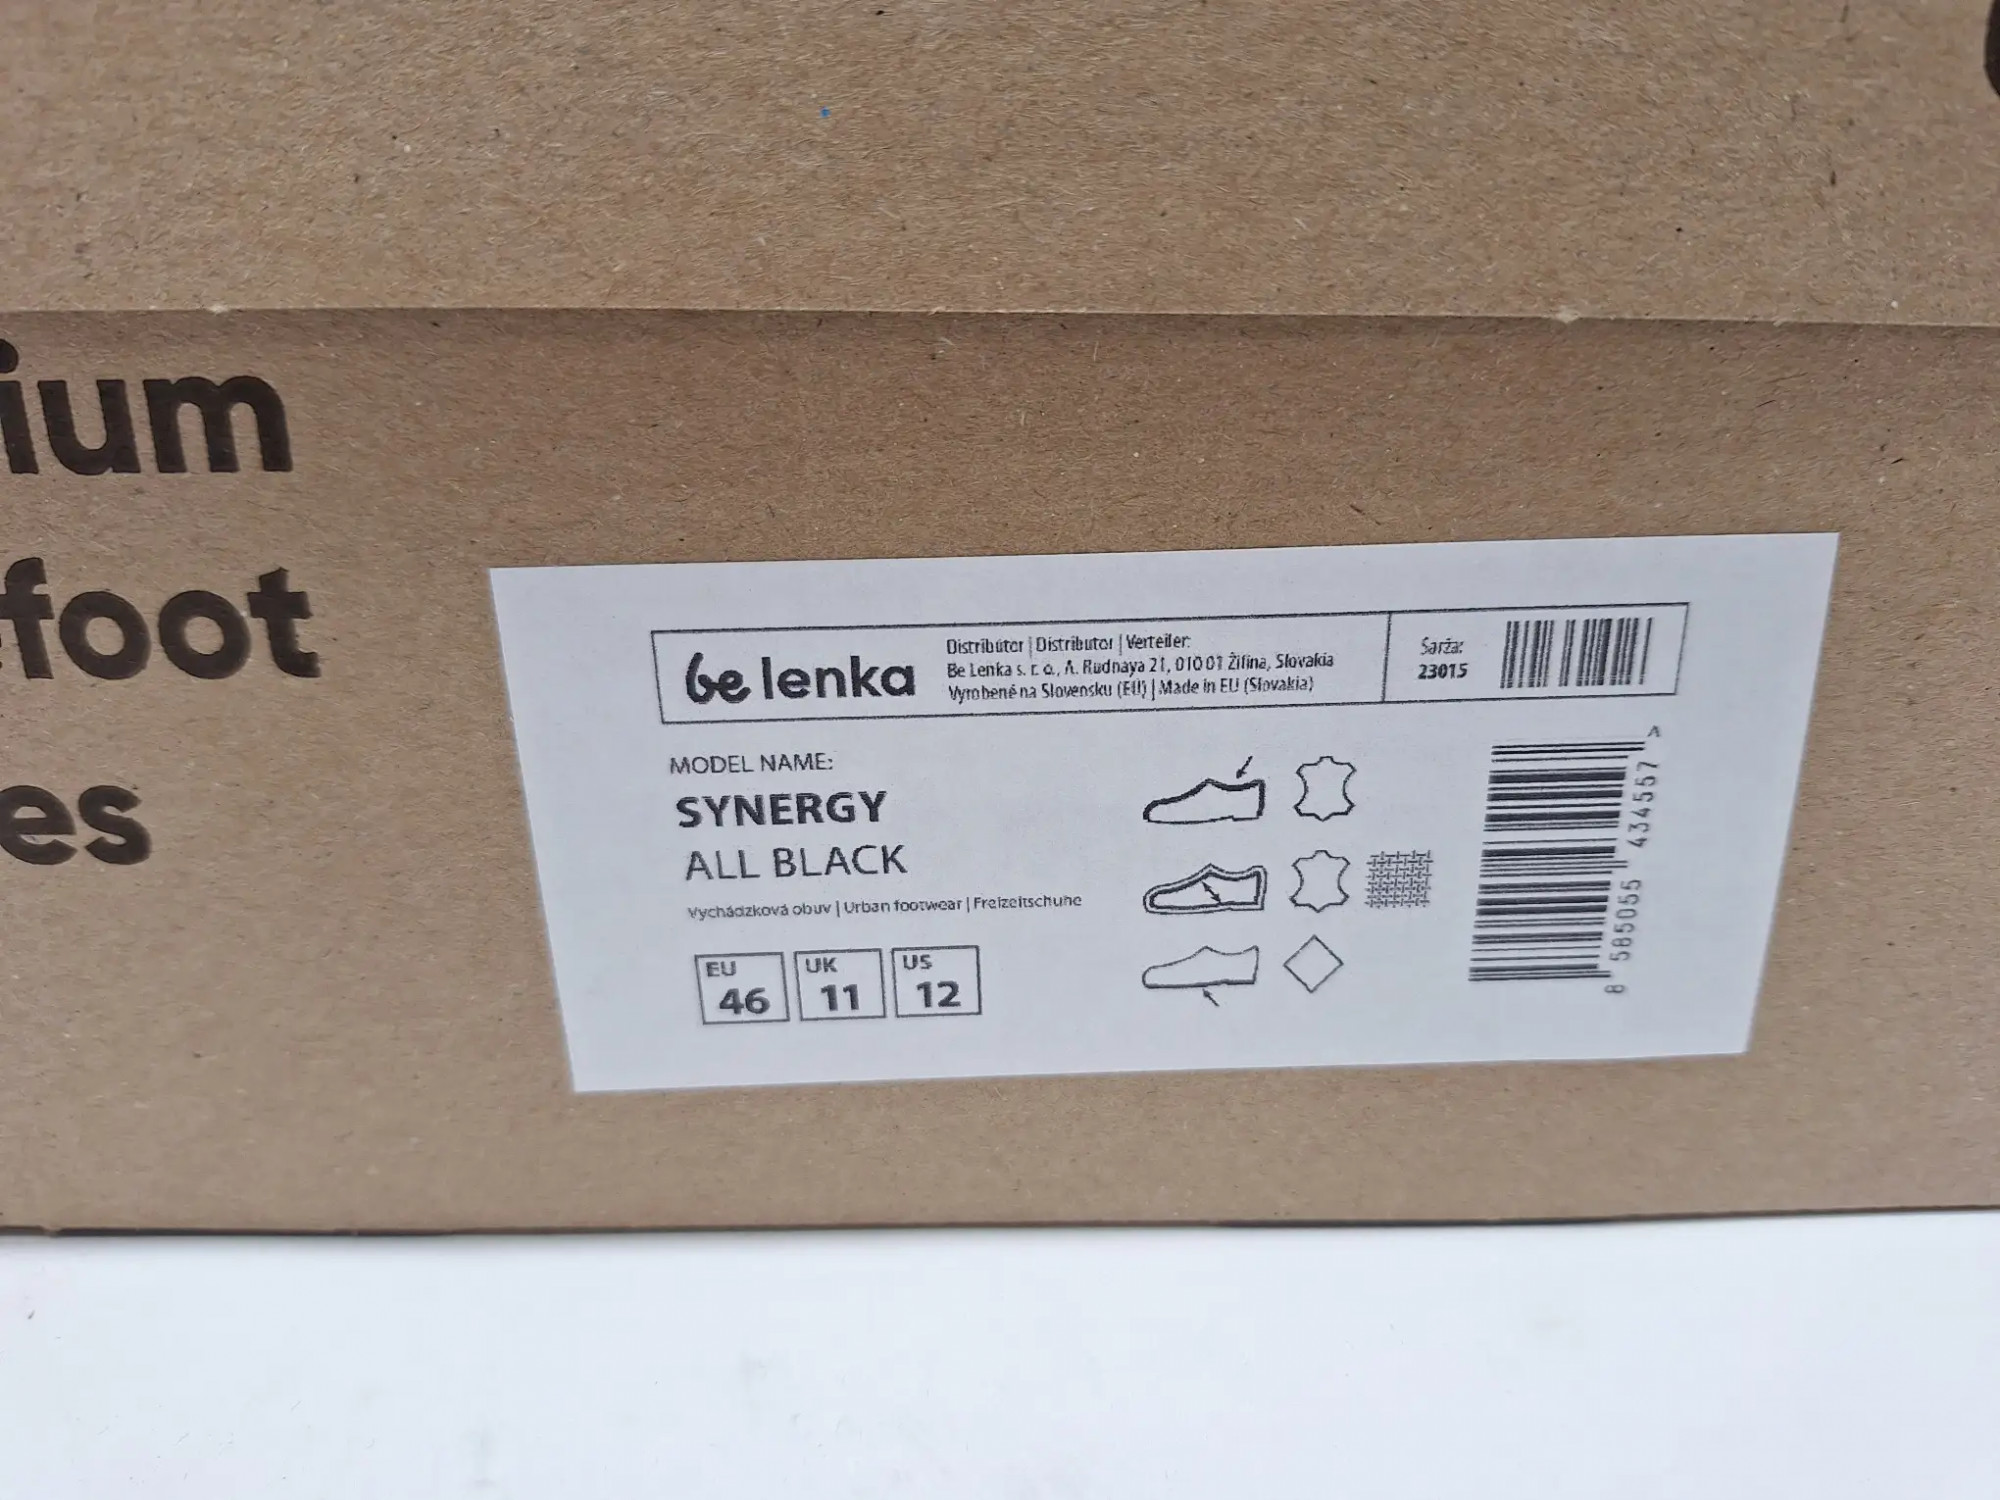 ium
foot
es
be lenka
Distribútor | Distributor | Verteiler:
Be Lenka s. r. o., A. Rudnaya 21, 010 01 Žilina, Slovakia
Vyrobené na Slovensku (EÚ) | Made in EU (Slovakia)
Šarža:
23015
MODEL NAME:
SYNERGY
ALL BLACK
Vychádzková obuv | Urban footwear | Freizeitschuhe
EU
46
UK
11
US
12
8 585055 434557 >